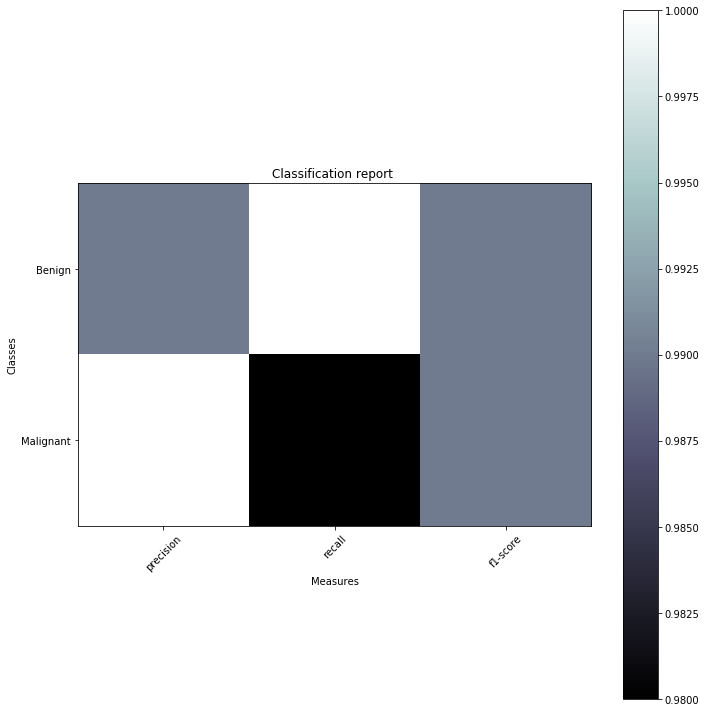 Classification report
Classes
Benign
Malignant
precision
recall
f1-score
Measures
1.0000
0.9975
0.9950
0.9925
0.9900
0.9875
0.9850
0.9825
0.9800